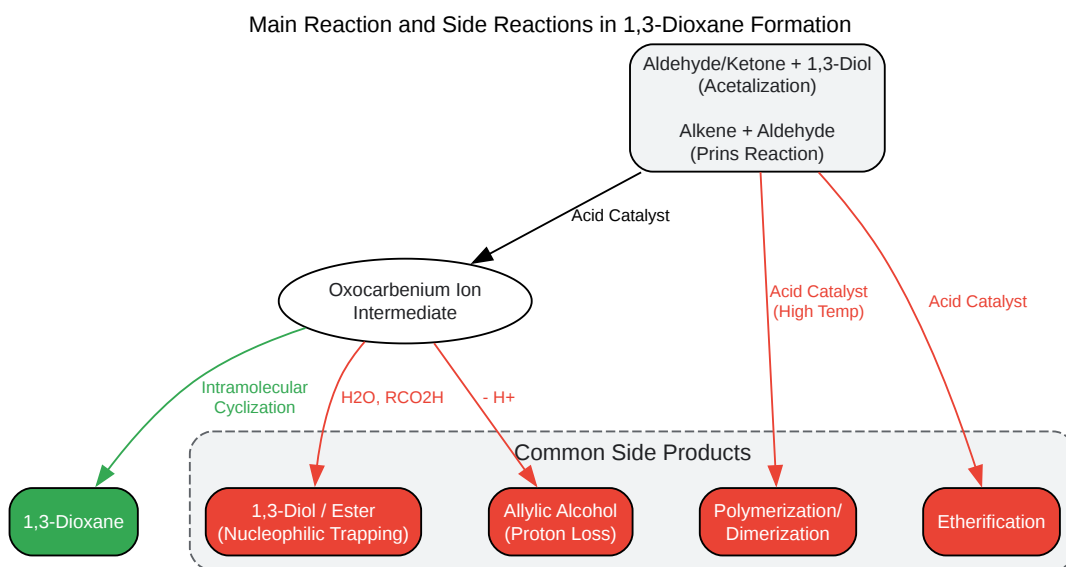 Main Reaction and Side Reactions in 1,3-Dioxane Formation
Aldehyde/Ketone + 1,3-Diol
(Acetalization)
Alkene + Aldehyde
(Prins Reaction)
Acid Catalyst
Oxocarbenium Ion
Intermediate
Acid Catalyst
(High Temp)
Acid Catalyst
Intramolecular
Cyclization
H2O, RCO2H
- H+
Common Side Products
1,3-Dioxane
1,3-Diol / Ester
(Nucleophilic Trapping)
Allylic Alcohol
(Proton Loss)
Polymerization/
Dimerization
Etherification